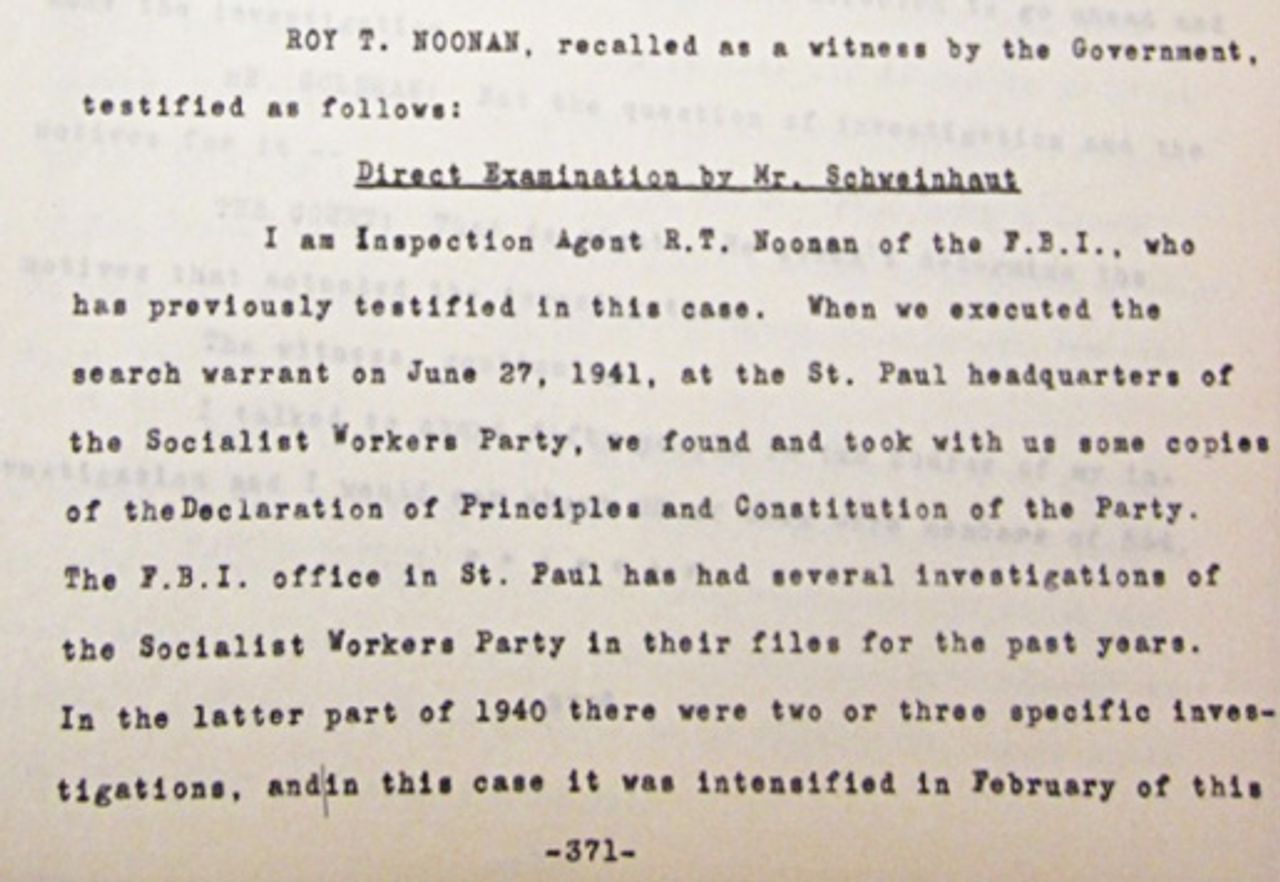 ROY T. NOONAN, recalled as a witness by the Government,
testified as follows:
Direct Examination by Mr. Schweinhaut
I am Inspection Agent R.T. Noonan of the F.B.I., who
has previously testified in this case. When we executed the
search warrant on June 27, 1941, at the St. Paul headquarters of
the Socialist Workers Party, we found and took with us some copies
of theDeclaration of Principles and Constitution of the Party.
The F.B.I. office in St. Paul has had several investigations of
the Socialist Workers Party in their files for the past years.
In the latter part of 1940 there were two or three specific inves-
tigations, and|in this case it was intensified in February of this
-371-